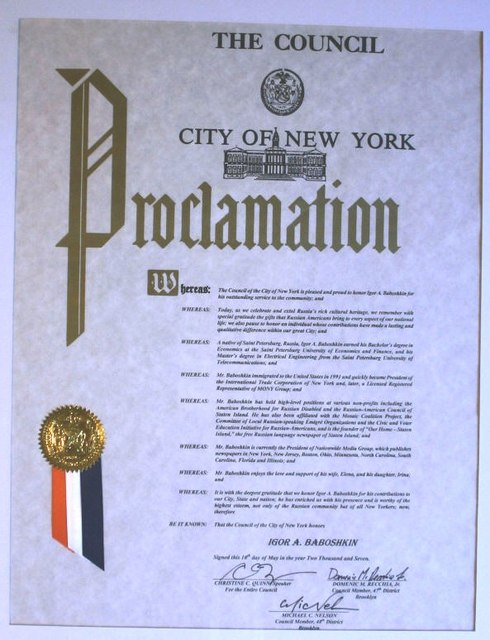 THE COUNCIL
CITY OF NEW YORK
Proclamation
Whereas: The Council of the City of New York is pleased and proud to honor Igor A. Baboshkin for
his outstanding service to the community; and
WHEREAS: Today, as we celebrate and extol Russia's rich cultural heritage, we remember with
special gratitude the gifts that Russian Americans bring to every aspect of our national
life; we also pause to honor an individual whose contributions have made a lasting and
qualitative difference within our great City; and
WHEREAS: A native of Saint Petersburg, Russia, Igor A. Baboshkin earned his Bachelor's degree in
Economics at the Saint Petersburg University of Economics and Finance, and his
Master's degree in Electrical Engineering from the Saint Petersburg University of
Telecommunications; and
WHEREAS: Mr. Baboshkin immigrated to the United States in 1991 and quickly became President of
the International Trade Corporation of New York and, later, a Licensed Registered
Representative of MONY Group; and
WHEREAS: Mr. Baboshkin has held high-level positions at various non-profits including the
American Brotherhood for Russian Disabled and the Russian-American Council of
Staten Island. He has also been affiliated with the Mosaic Coalition Project, the
Committee of Local Russian-speaking Emigré Organizations and the Civic and Voter
Education Initiative for Russian-Americans, and is the founder of "Our Home – Staten
Island," the free Russian language newspaper of Staten Island; and
WHEREAS: Mr. Baboshkin is currently the President of Nationwide Media Group, which publishes
newspapers in New York, New Jersey, Boston, Ohio, Minnesota, North Carolina, South
Carolina, Florida and Illinois; and
WHEREAS: Mr. Baboshkin enjoys the love and support of his wife, Elena, and his daughter, Irina;
and
WHEREAS: It is with the deepest gratitude that we honor Igor A. Baboshkin for his contributions to
our City, State and nation; he has enriched us with his presence and is worthy of the
highest esteem, not only of the Russian community but of all New Yorkers; now,
therefore
BE IT KNOWN: That the Council of the City of New York honors
IGOR A. BABOSHKIN
Signed this 10th day of May in the year Two Thousand and Seven.
CHRISTINE C. QUINN, Speaker
For the Entire Council
DOMENIC M. RECCHIA, Jr.
Council Member, 47th District
Brooklyn
MICHAEL C. NELSON
Council Member, 48th District
Brooklyn